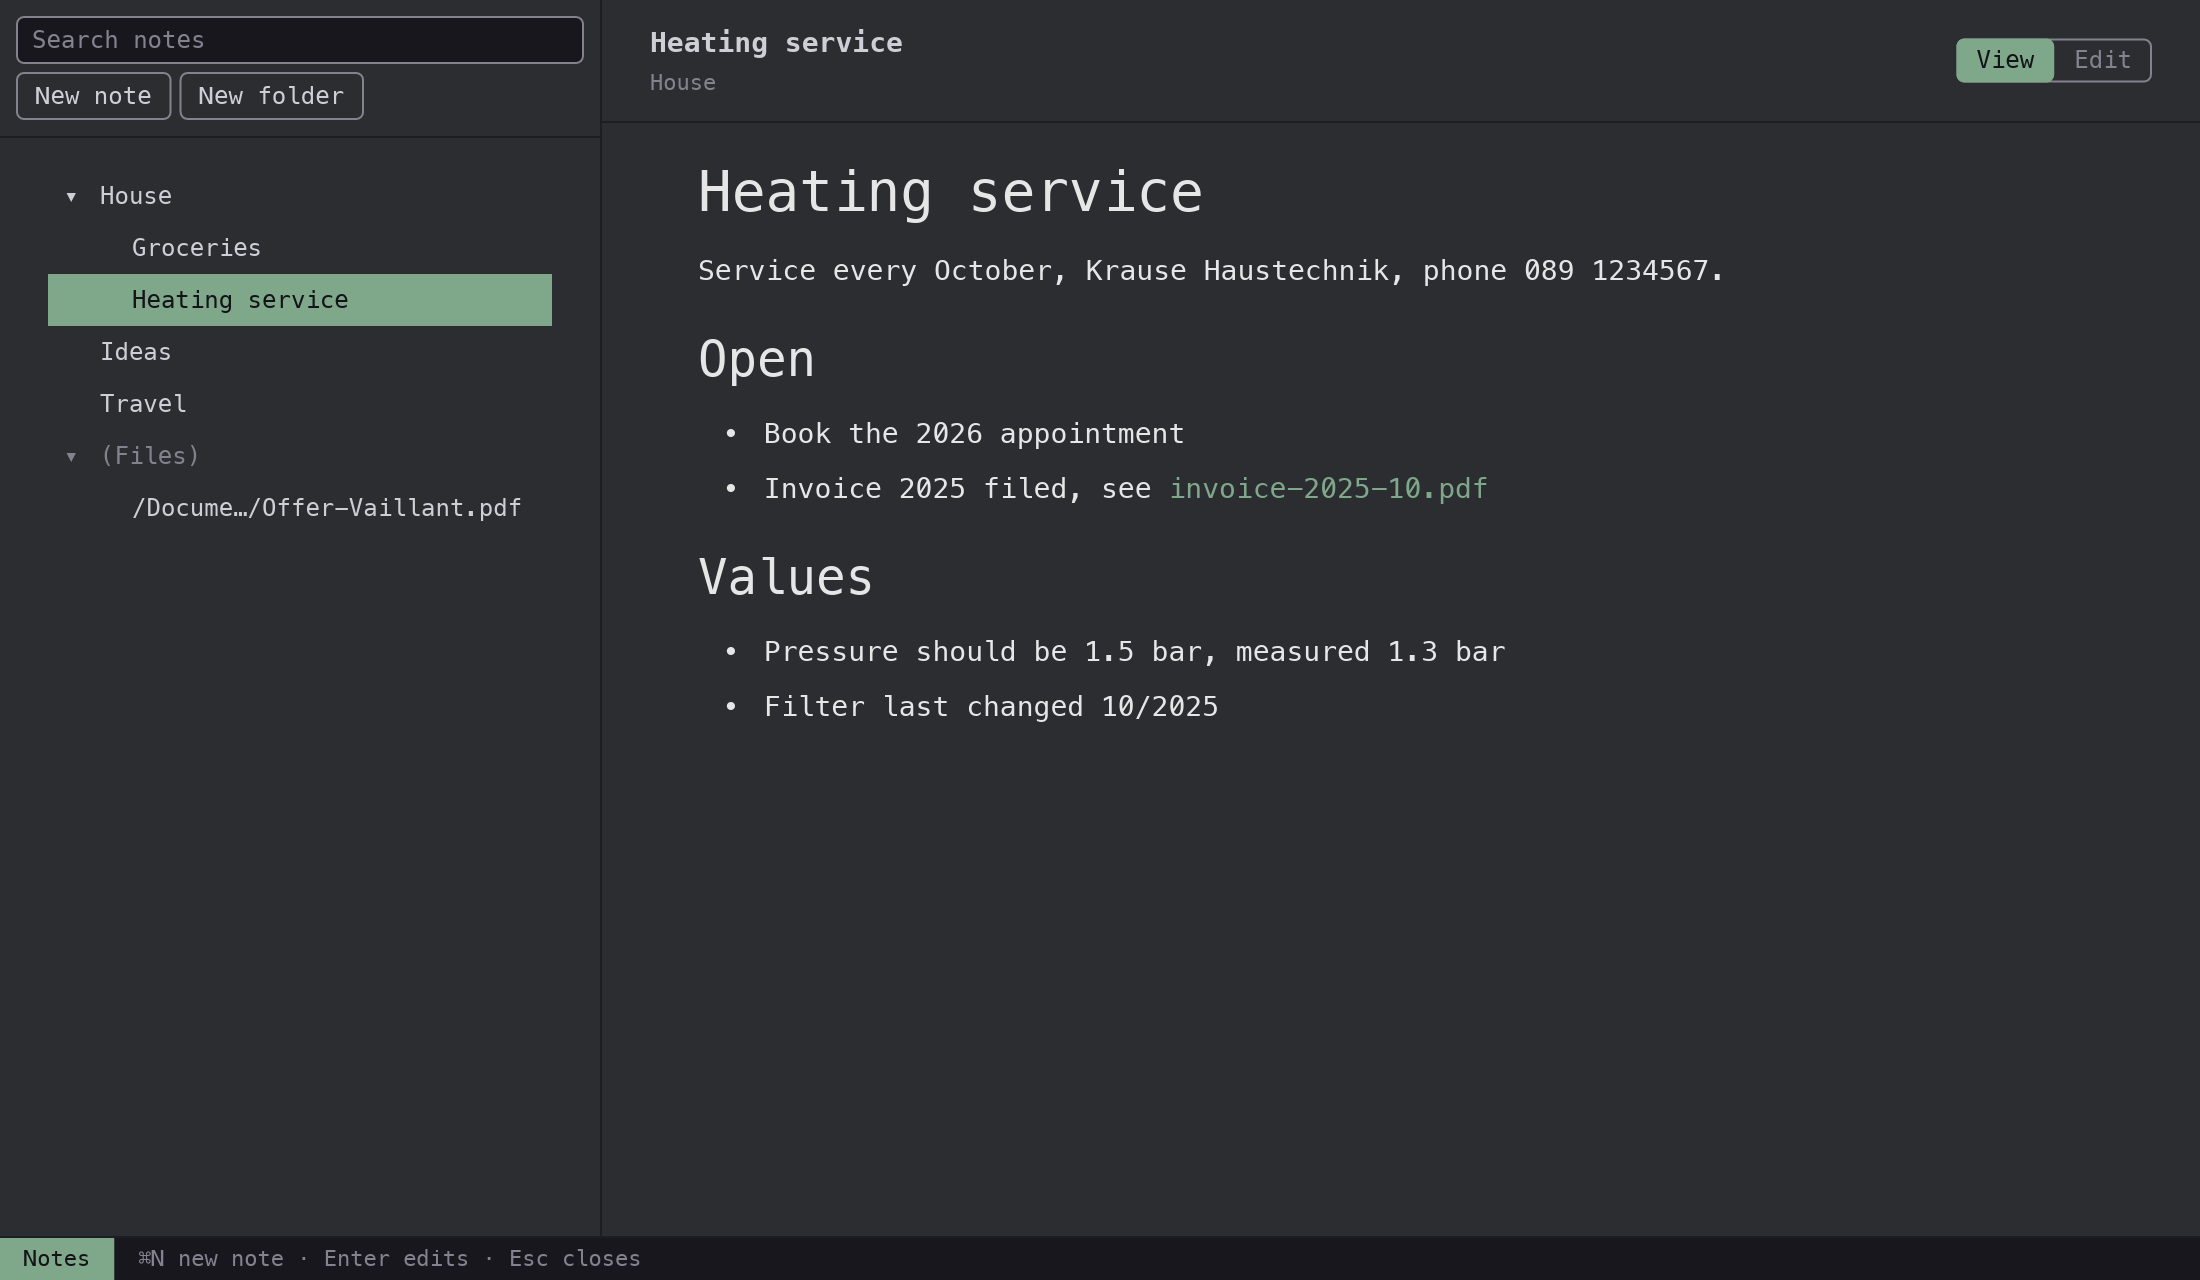 Search notes
New note
New folder
▾ House
Groceries
Heating service
Ideas
Travel
▾ (Files)
/Docume…/Offer-Vaillant.pdf
Heating service
House
View
Edit
Heating service
Service every October, Krause Haustechnik, phone 089 1234567.
Open
• Book the 2026 appointment
• Invoice 2025 filed, see invoice-2025-10.pdf
Values
• Pressure should be 1.5 bar, measured 1.3 bar
• Filter last changed 10/2025
Notes
⌘N new note · Enter edits · Esc closes